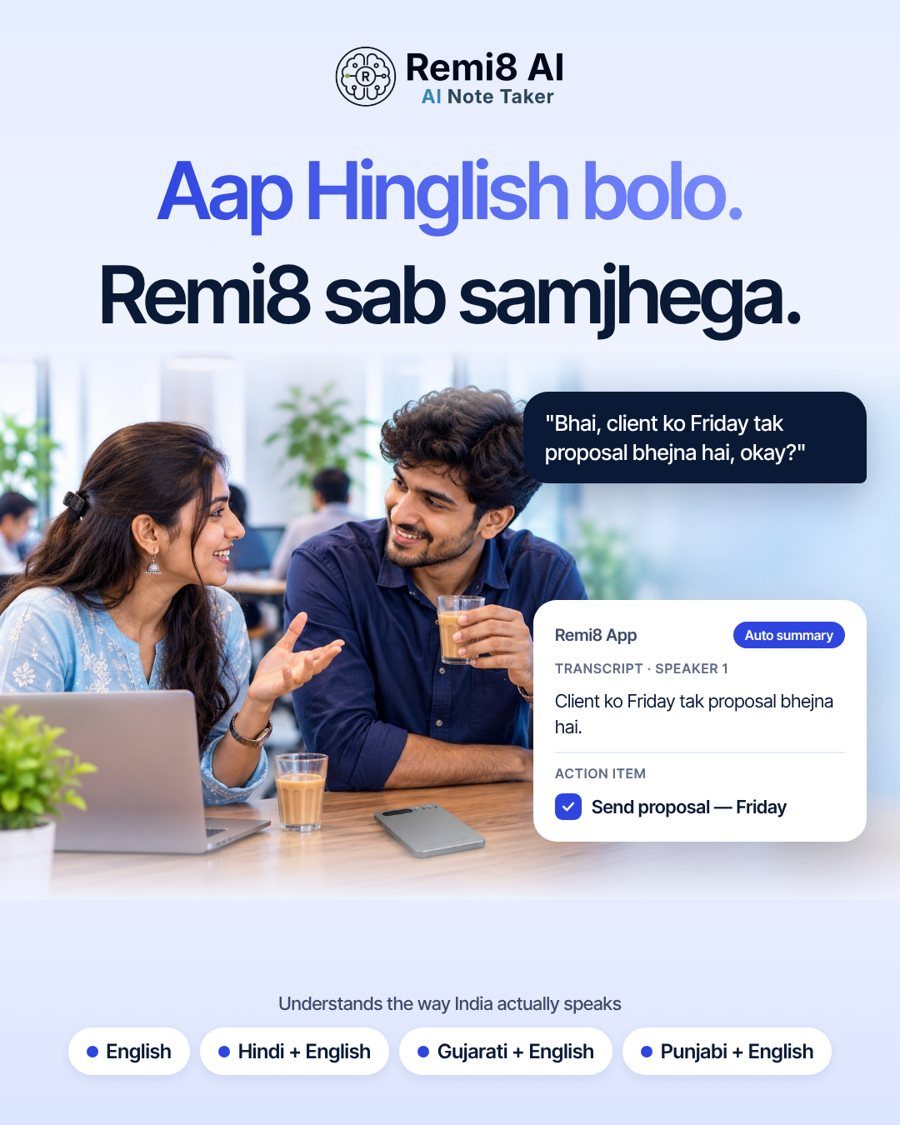 R
Remi8 AI
AI Note Taker
Aap Hinglish bolo.
Remi8 sab samjhega.
"Bhai, client ko Friday tak
proposal bhejna hai, okay?"
Remi8 App
Auto summary
TRANSCRIPT · SPEAKER 1
Client ko Friday tak proposal bhejna
hai.
ACTION ITEM
Send proposal — Friday
Understands the way India actually speaks
English
Hindi + English
Gujarati + English
Punjabi + English